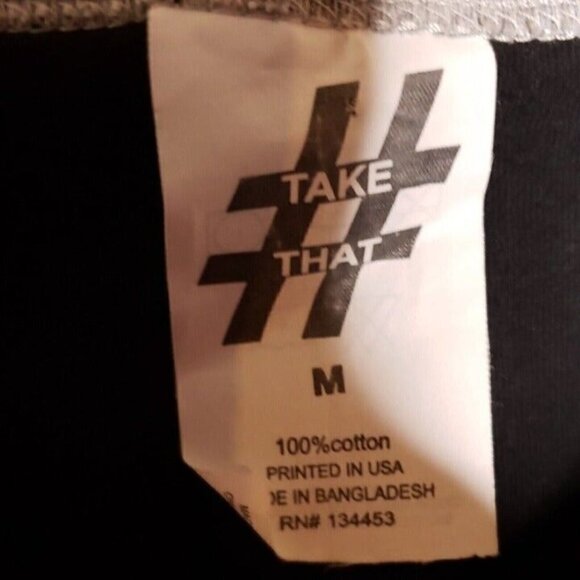 TAKE
THAT
M
100%cotton
PRINTED IN USA
DE IN BANGLADESH
RN# 134453